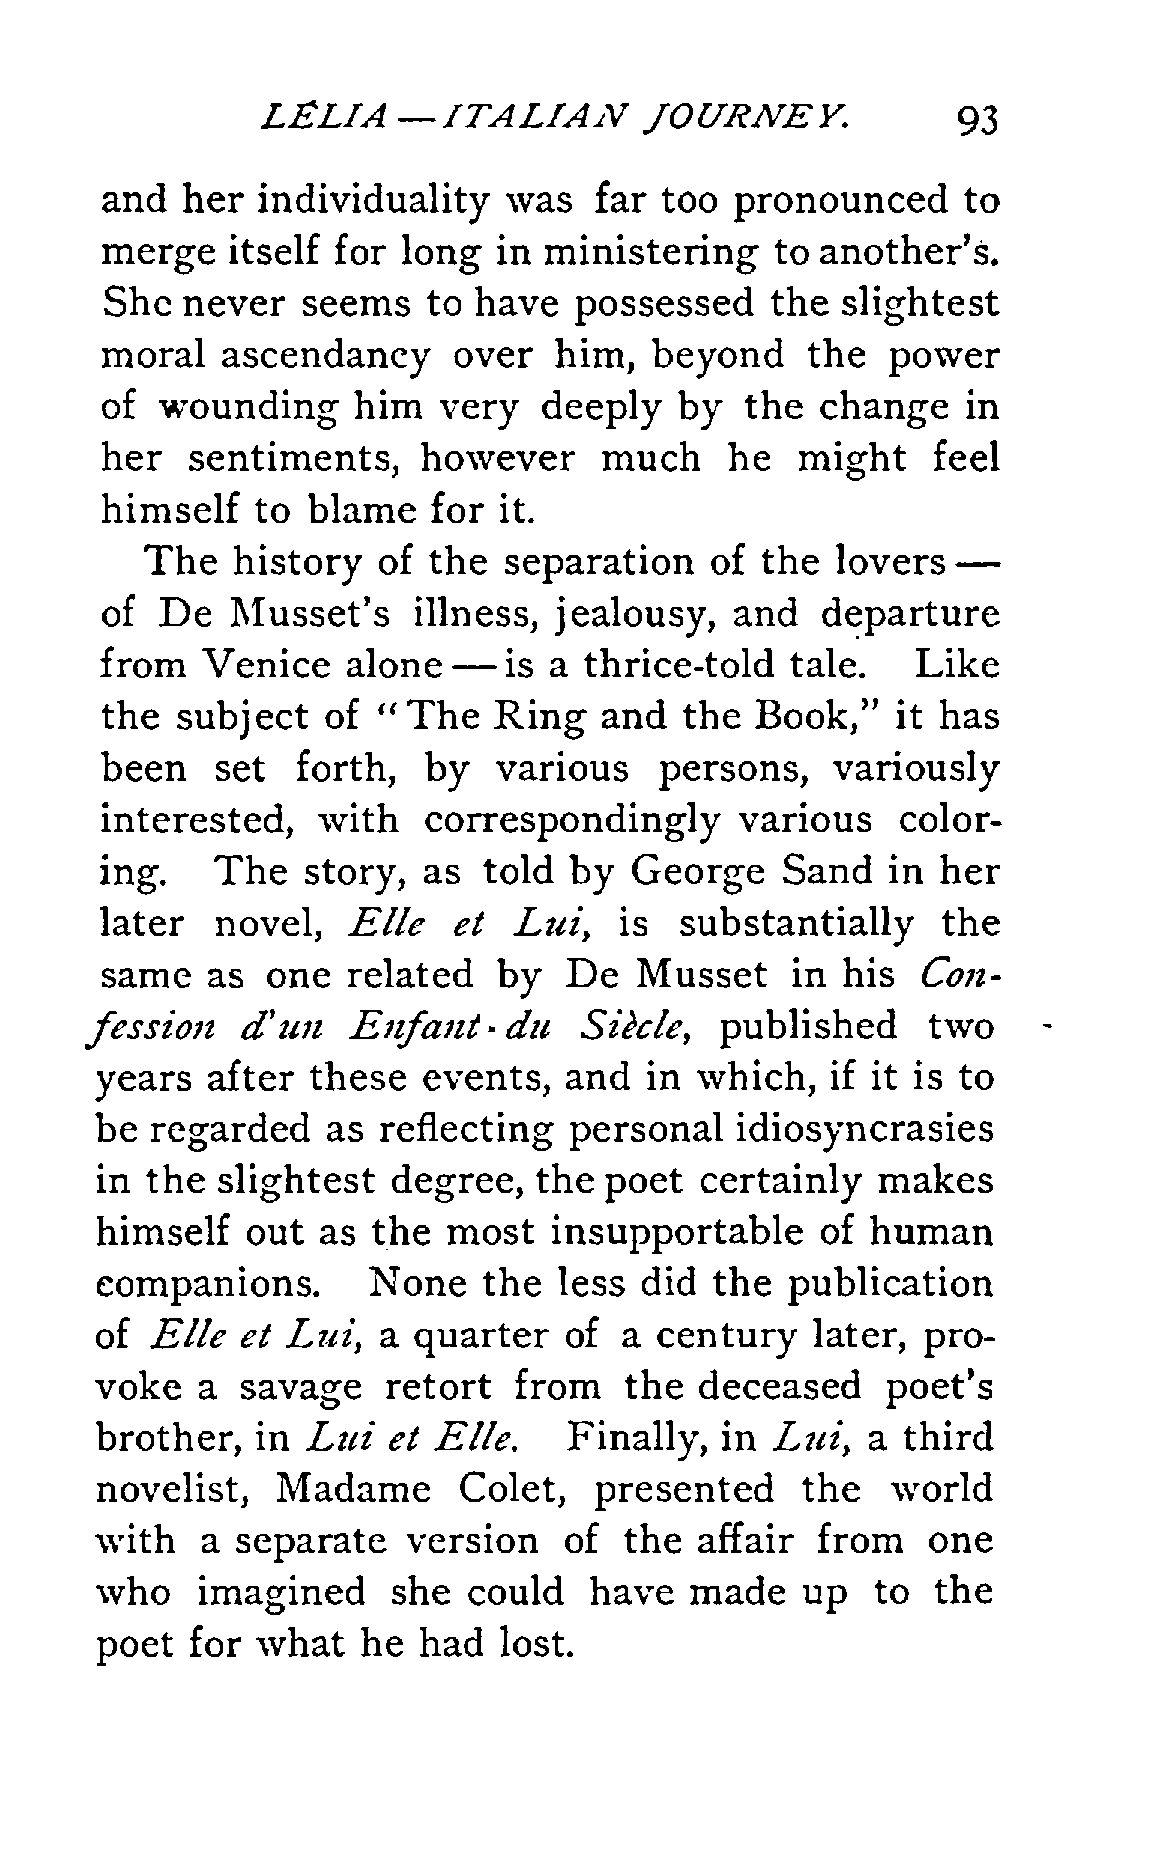 LÉLIA — ITALIAN JOURNEY. 93
and her individuality was far too pronounced to
merge itself for long in ministering to another's.
She never seems to have possessed the slightest
moral ascendancy over him, beyond the power
of wounding him very deeply by the change in
her sentiments, however much he might feel
himself to blame for it.
The history of the separation of the lovers —
of De Musset's illness, jealousy, and departure
from Venice alone — is a thrice-told tale. Like
the subject of "The Ring and the Book," it has
been set forth, by various persons, variously
interested, with correspondingly various color-
ing. The story, as told by George Sand in her
later novel, Elle et Lui, is substantially the
same as one related by De Musset in his Con-
fession d'un Enfant du Siècle, published two
years after these events, and in which, if it is to
be regarded as reflecting personal idiosyncrasies
in the slightest degree, the poet certainly makes
himself out as the most insupportable of human
companions. None the less did the publication
of Elle et Lui, a quarter of a century later, pro-
voke a savage retort from the deceased poet's
brother, in Lui et Elle. Finally, in Lui, a third
novelist, Madame Colet, presented the world
with a separate version of the affair from one
who imagined she could have made up to the
poet for what he had lost.